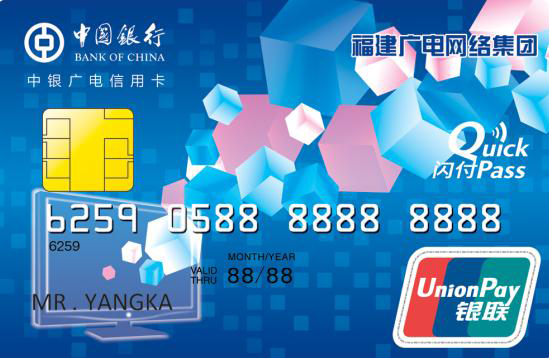 中国银行
BANK OF CHINA
中银广电信用卡
福建广电网络集团
Quick
闪付Pass
6259 0588 8888 8888
6259
MONTH/YEAR
VALID THRU 88/88
MR. YANGKA
UnionPay
银联